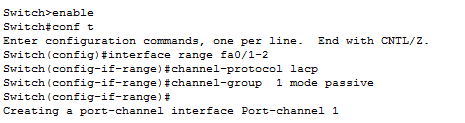 Switch>enable
Switch#conf t
Enter configuration commands, one per line.  End with CNTL/Z.
Switch(config)#interface range fa0/1-2
Switch(config-if-range)#channel-protocol lacp
Switch(config-if-range)#channel-group  1 mode passive
Switch(config-if-range)#
Creating a port-channel interface Port-channel 1